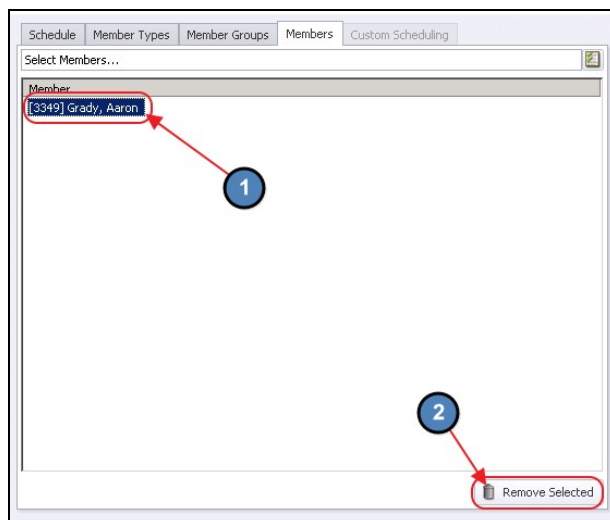 Schedule Member Types Member Groups Members Custom Scheduling
Select Members...
Member
[3349] Grady, Aaron
1
2
Remove Selected